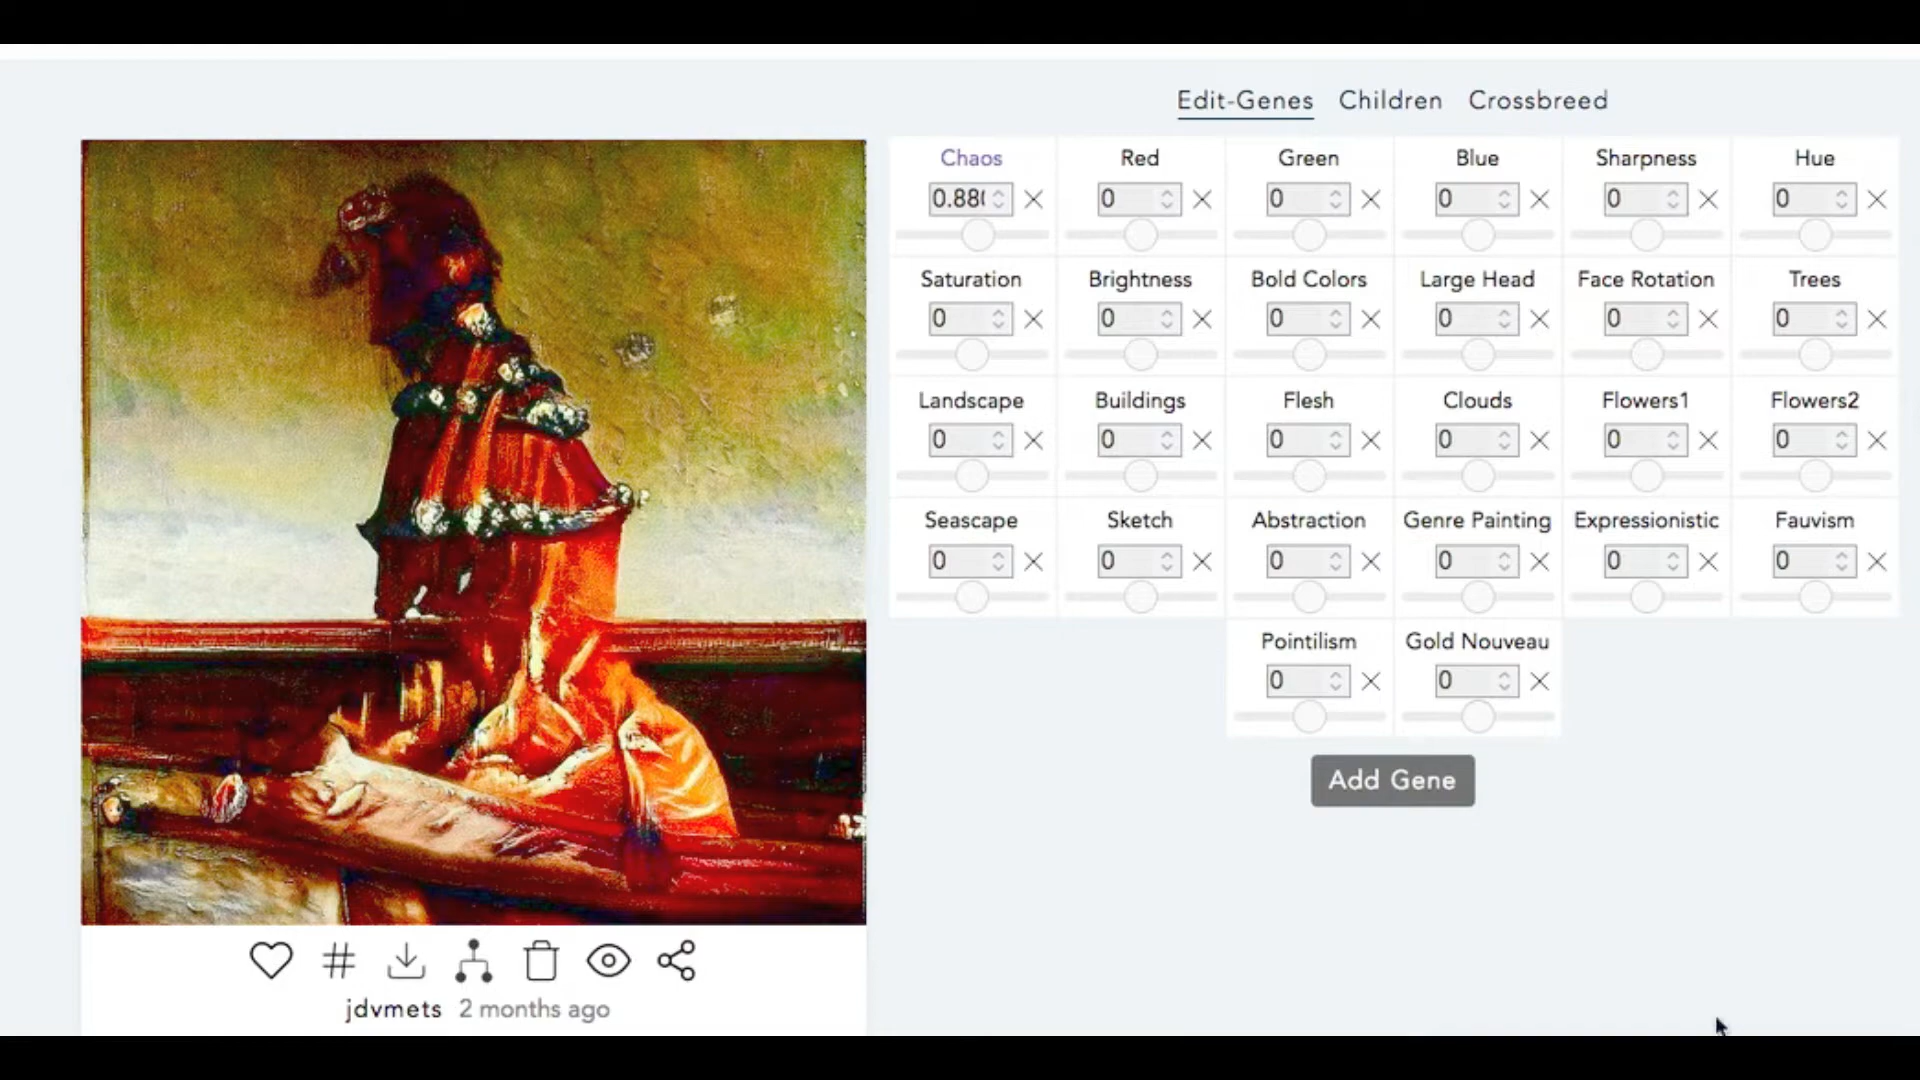 Edit-Genes Children Crossbreed
Chaos Red Green Blue Sharpness Hue
0.88 0 0 0 0 0
Saturation Brightness Bold Colors Large Head Face Rotation Trees
0 0 0 0 0 0
Landscape Buildings Flesh Clouds Flowers1 Flowers2
0 0 0 0 0 0
Seascape Sketch Abstraction Genre Painting Expressionistic Fauvism
0 0 0 0 0 0
Pointilism Gold Nouveau
0 0
Add Gene
jdvmets 2 months ago